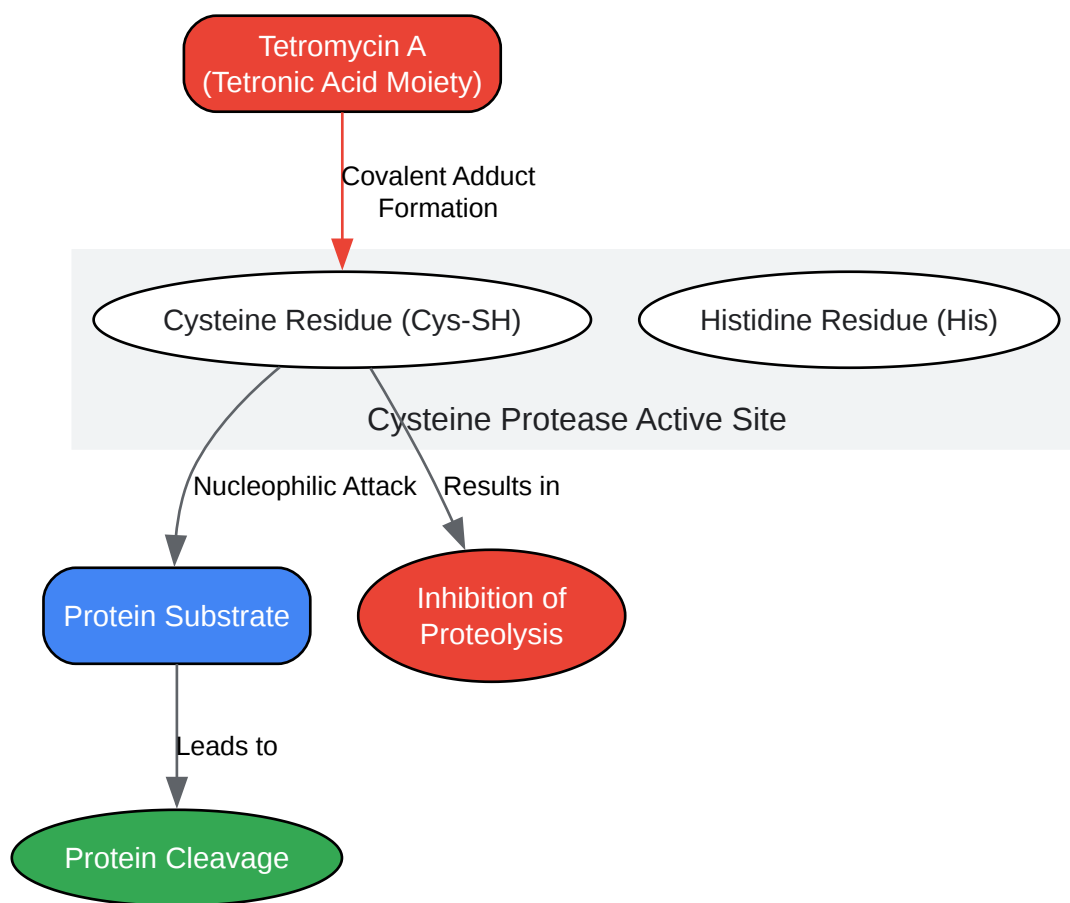 Tetromycin A
(Tetronic Acid Moiety)
Covalent Adduct
Formation
Cysteine Residue (Cys-SH)
Histidine Residue (His)
Cysteine Protease Active Site
Nucleophilic Attack
Results in
Protein Substrate
Inhibition of
Proteolysis
Leads to
Protein Cleavage